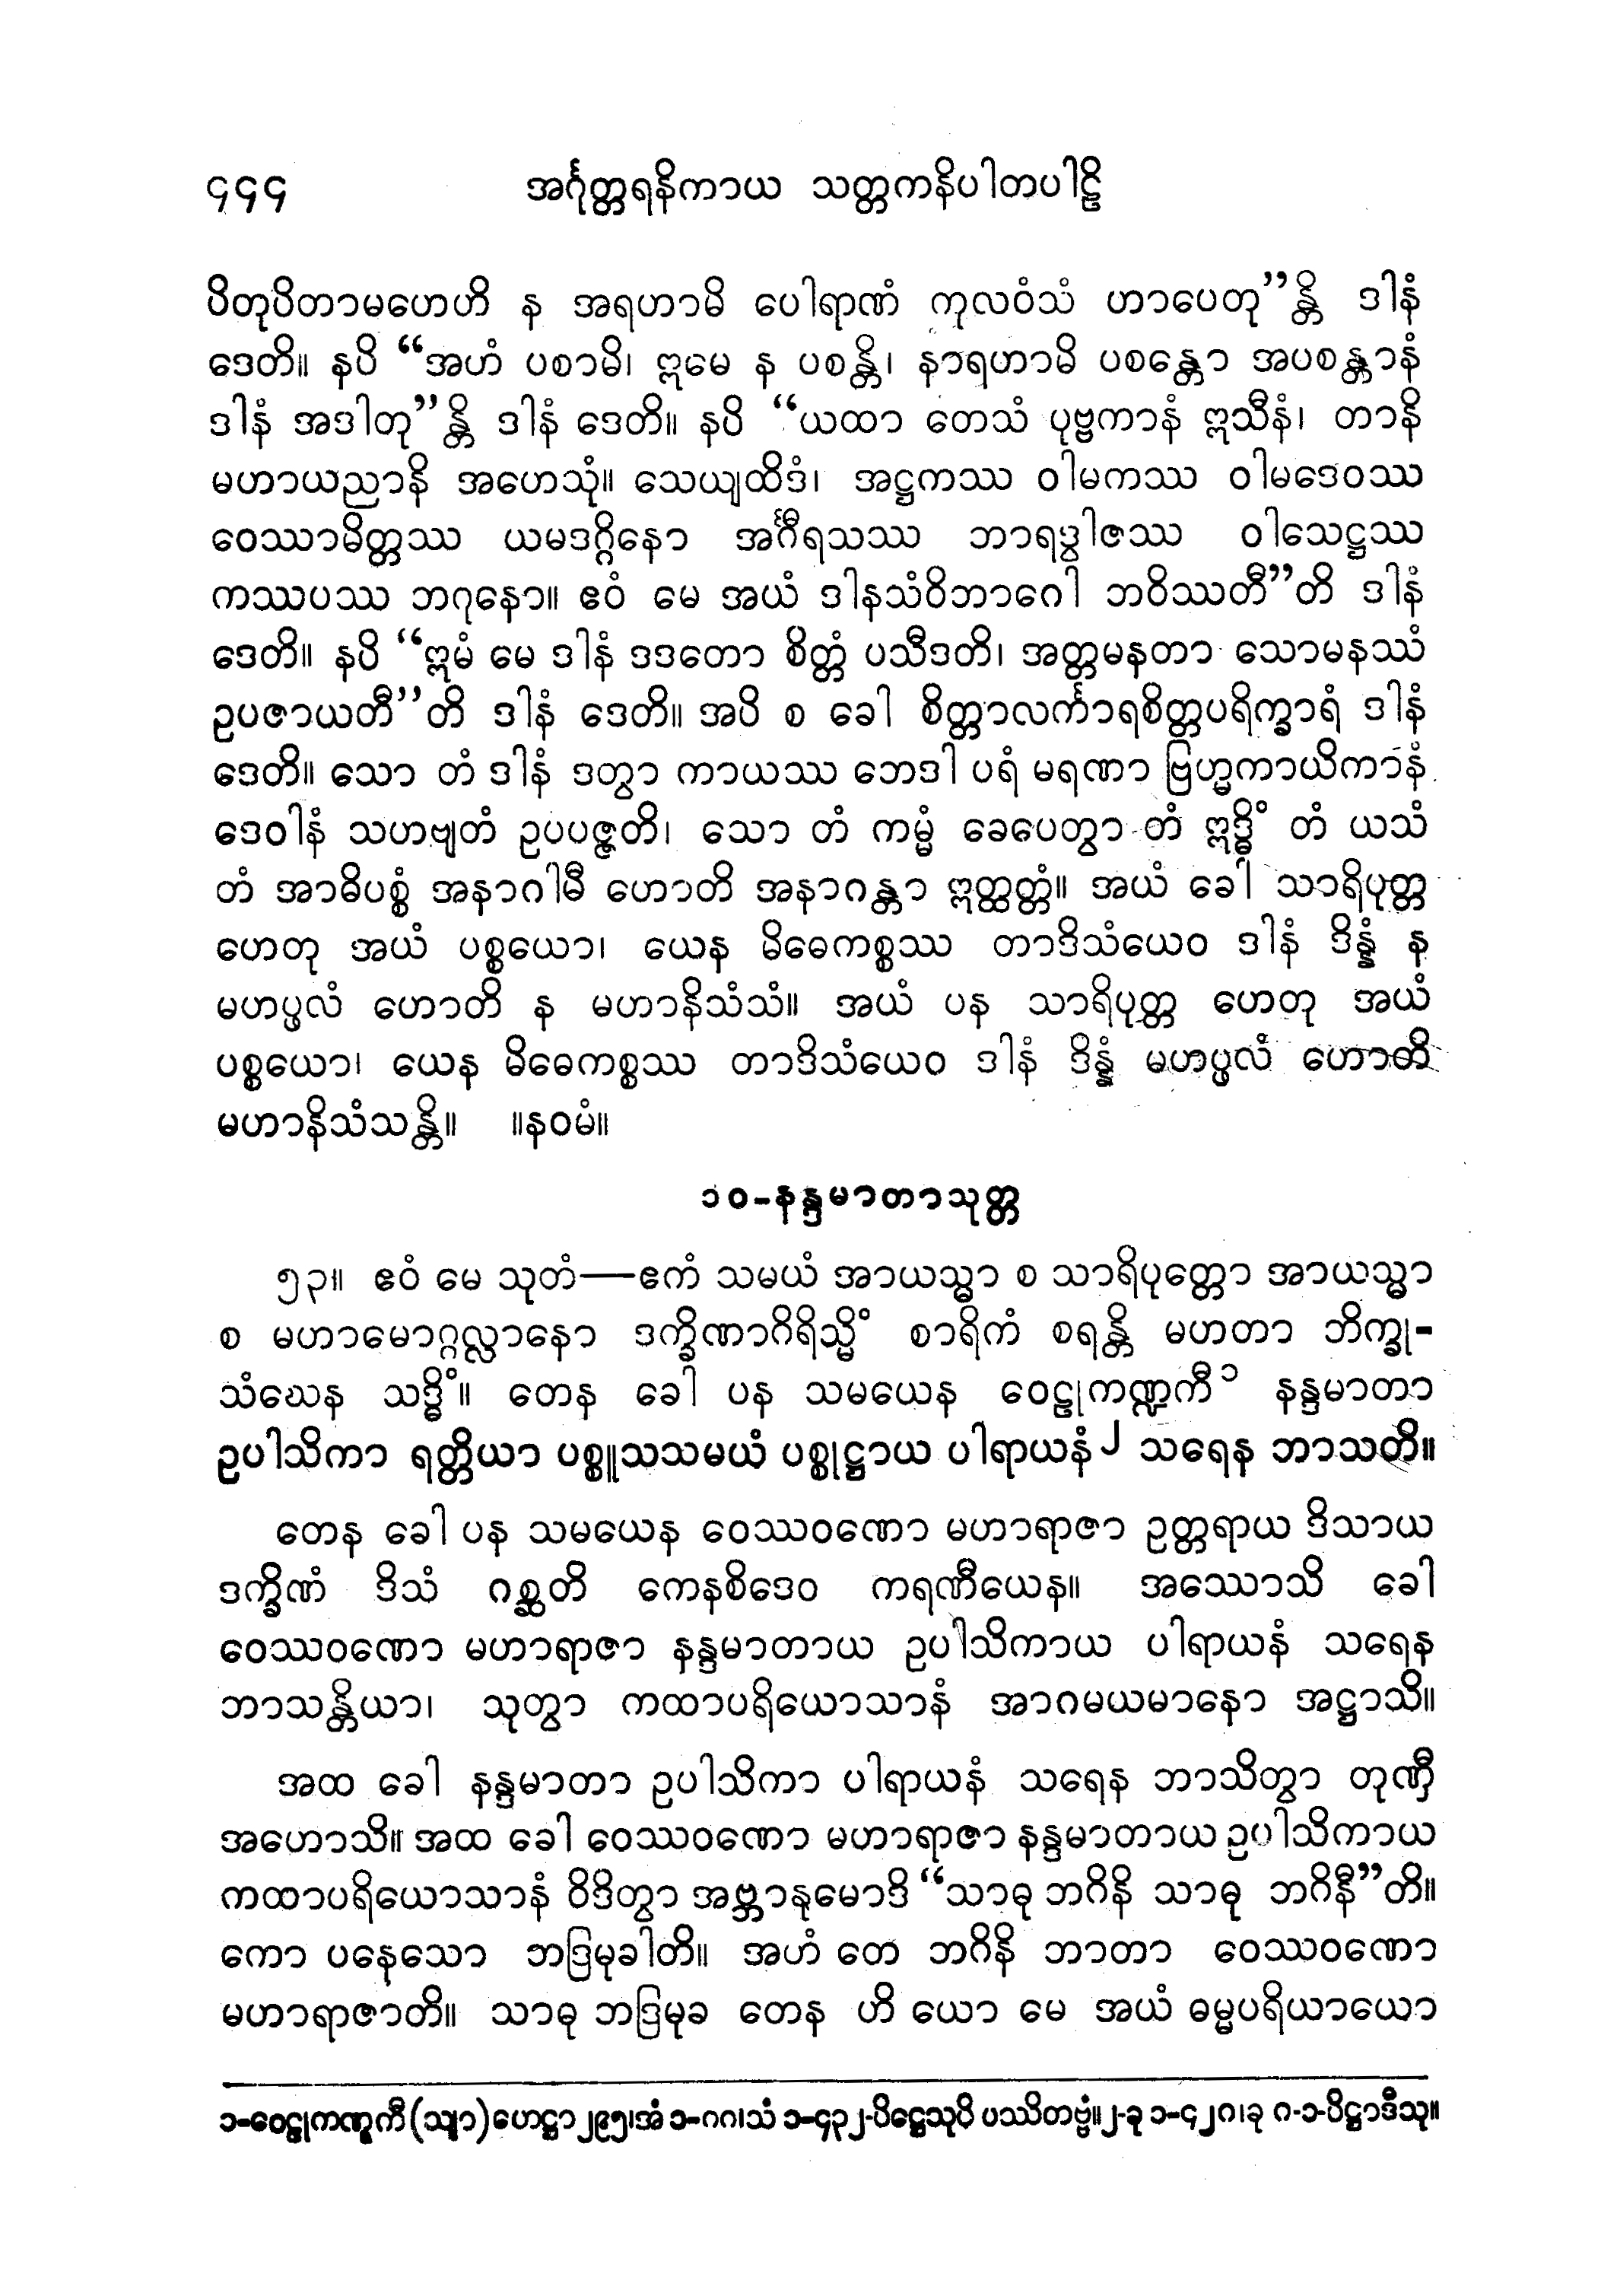 ၄၄၄ အင်္ဂုတ္တရနိကာယ သတ္တကနိပါတပါဠိ
ပိတုပိတာမဟေဟိ န အရဟာမိ ပေါရာဏံ ကုလဝံသံ ဟာပေတု”န္တိ ဒါနံ
ဒေတိ။ နပိ “အဟံ ပစာမိ၊ ဣမေ န ပစန္တိ၊ နာရဟာမိ ပစန္တော အပစန္တာနံ
ဒါနံ အဒါတု”န္တိ ဒါနံ ဒေတိ။ နပိ “ယထာ တေသံ ပုဗ္ဗကာနံ ဣသီနံ၊ တာနိ
မဟာယညာနိ အဟေသုံ။ သေယျထိဒံ၊ အဋ္ဌကဿ ဝါမကဿ ဝါမဒေဝဿ
ဝေဿာမိတ္တဿ ယမဒဂ္ဂိနော အင်္ဂီရသဿ ဘာရဒွါဇဿ ဝါသေဋ္ဌဿ
ကဿပဿ ဘဂုနော။ ဧဝံ မေ အယံ ဒါနသံဝိဘာဂေါ ဘဝိဿတီ”တိ ဒါနံ
ဒေတိ။ နပိ “ဣမံ မေ ဒါနံ ဒဒတော စိတ္တံ ပသီဒတိ၊ အတ္တမနတာ သောမနဿံ
ဥပဇာယတီ”တိ ဒါနံ ဒေတိ။ အပိ စ ခေါ စိတ္တာလင်္ကာရစိတ္တပရိက္ခာရံ ဒါနံ
ဒေတိ။ သော တံ ဒါနံ ဒတွာ ကာယဿ ဘေဒါ ပရံ မရဏာ ဗြဟ္မကာယိကာနံ
ဒေဝါနံ သဟဗျတံ ဥပပဇ္ဇတိ၊ သော တံ ကမ္မံ ခေပေတွာ တံ ဣဒ္ဓိံ တံ ယသံ
တံ အာဓိပစ္စံ အနာဂါမီ ဟောတိ အနာဂန္တာ ဣတ္ထတ္တံ။ အယံ ခေါ သာရိပုတ္တ
ဟေတု အယံ ပစ္စယော၊ ယေန မိဓေကစ္စဿ တာဒိသံယေဝ ဒါနံ ဒိန္နံ န
မဟပ္ဖလံ ဟောတိ န မဟာနိသံသံ။ အယံ ပန သာရိပုတ္တ ဟေတု အယံ
ပစ္စယော၊ ယေန မိဓေကစ္စဿ တာဒိသံယေဝ ဒါနံ ဒိန္နံ မဟပ္ဖလံ ဟောတိ
မဟာနိသံသန္တိ။ ။နဝမံ။
၁၀-နန္ဒမာတာသုတ္တ
၅၃။ ဧဝံ မေ သုတံ—ဧကံ သမယံ အာယသ္မာ စ သာရိပုတ္တော အာယသ္မာ
စ မဟာမောဂ္ဂလ္လာနော ဒက္ခိဏာဂိရိသ္မိံ စာရိကံ စရန္တိ မဟတာ ဘိက္ခု-
သံဃေန သဒ္ဓိံ။ တေန ခေါ ပန သမယေန ဝေဠုကဏ္ဍကီ၁ နန္ဒမာတာ
ဥပါသိကာ ရတ္တိယာ ပစ္စူသသမယံ ပစ္စုဋ္ဌာယ ပါရာယနံ၂ သရေန ဘာသတိ။
တေန ခေါ ပန သမယေန ဝေဿဝဏော မဟာရာဇာ ဥတ္တရာယ ဒိသာယ
ဒက္ခိဏံ ဒိသံ ဂစ္ဆတိ ကေနစိဒေဝ ကရဏီယေန။ အဿောသိ ခေါ
ဝေဿဝဏော မဟာရာဇာ နန္ဒမာတာယ ဥပါသိကာယ ပါရာယနံ သရေန
ဘာသန္တိယာ၊ သုတွာ ကထာပရိယောသာနံ အာဂမယမာနော အဋ္ဌာသိ။
အထ ခေါ နန္ဒမာတာ ဥပါသိကာ ပါရာယနံ သရေန ဘာသိတွာ တုဏှီ
အဟောသိ။ အထ ခေါ ဝေဿဝဏော မဟာရာဇာ နန္ဒမာတာယ ဥပါသိကာယ
ကထာပရိယောသာနံ ဝိဒိတွာ အဗ္ဘာနုမောဒိ “သာဓု ဘဂိနိ သာဓု ဘဂိနီ”တိ။
ကော ပနေသော ဘဒြမုခါတိ။ အဟံ တေ ဘဂိနိ ဘာတာ ဝေဿဝဏော
မဟာရာဇာတိ။ သာဓု ဘဒြမုခ တေန ဟိ ယော မေ အယံ ဓမ္မပရိယာယော
၁-ဝေဠုကဏ္ဋကီ (သျာ) ဟေဋ္ဌာ ၂၉၅၊ အံ ၁-၈၈၊ သံ ၁-၄၃၂-ပိဋ္ဌေသုပိ ပဿိတဗ္ဗံ။ ၂-ခု ၁-၄၂၈၊ ခု ၈-၁-ပိဋ္ဌာဒီသု။